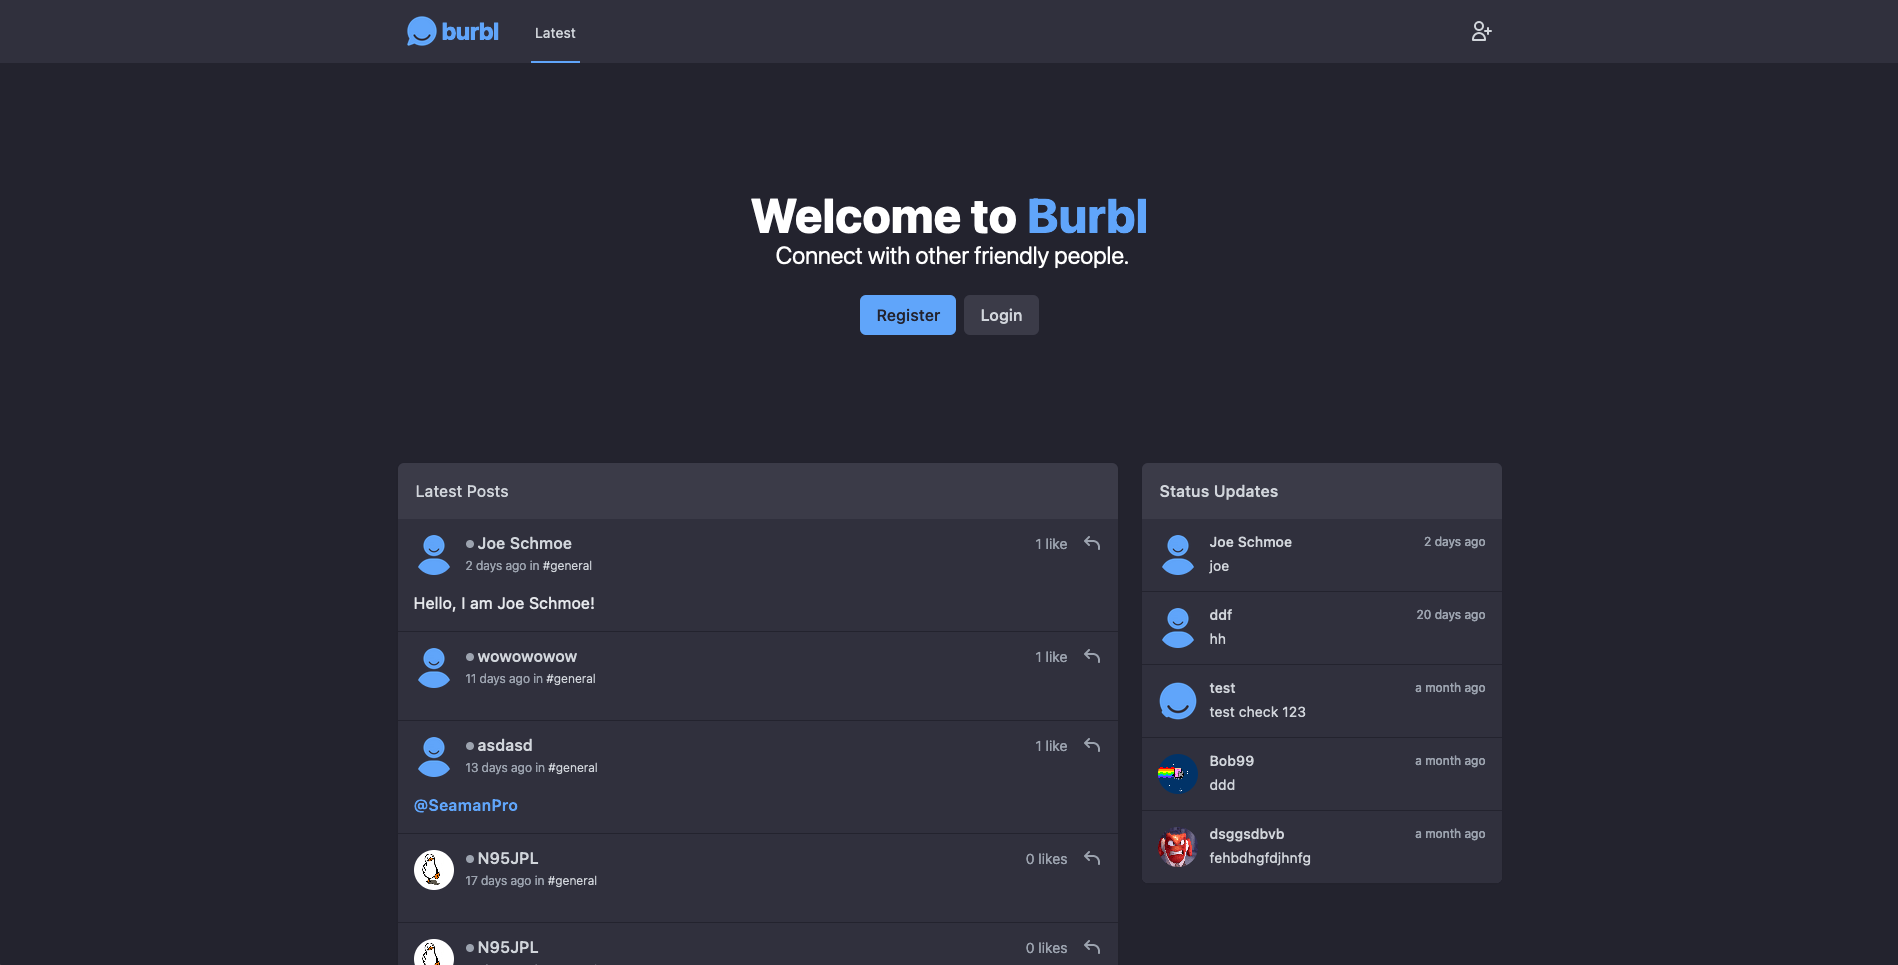 burbl
Latest
Welcome to Burbl
Connect with other friendly people.
Register
Login
Latest Posts
Joe Schmoe
1 like
2 days ago in #general
Hello, I am Joe Schmoe!
wowowowow
1 like
11 days ago in #general
asdasd
1 like
13 days ago in #general
@SeamanPro
N95JPL
0 likes
17 days ago in #general
N95JPL
0 likes
Status Updates
Joe Schmoe
2 days ago
joe
ddf
20 days ago
hh
test
a month ago
test check 123
Bob99
a month ago
ddd
dsggsdbvb
a month ago
fehbdhgfdjhnfg